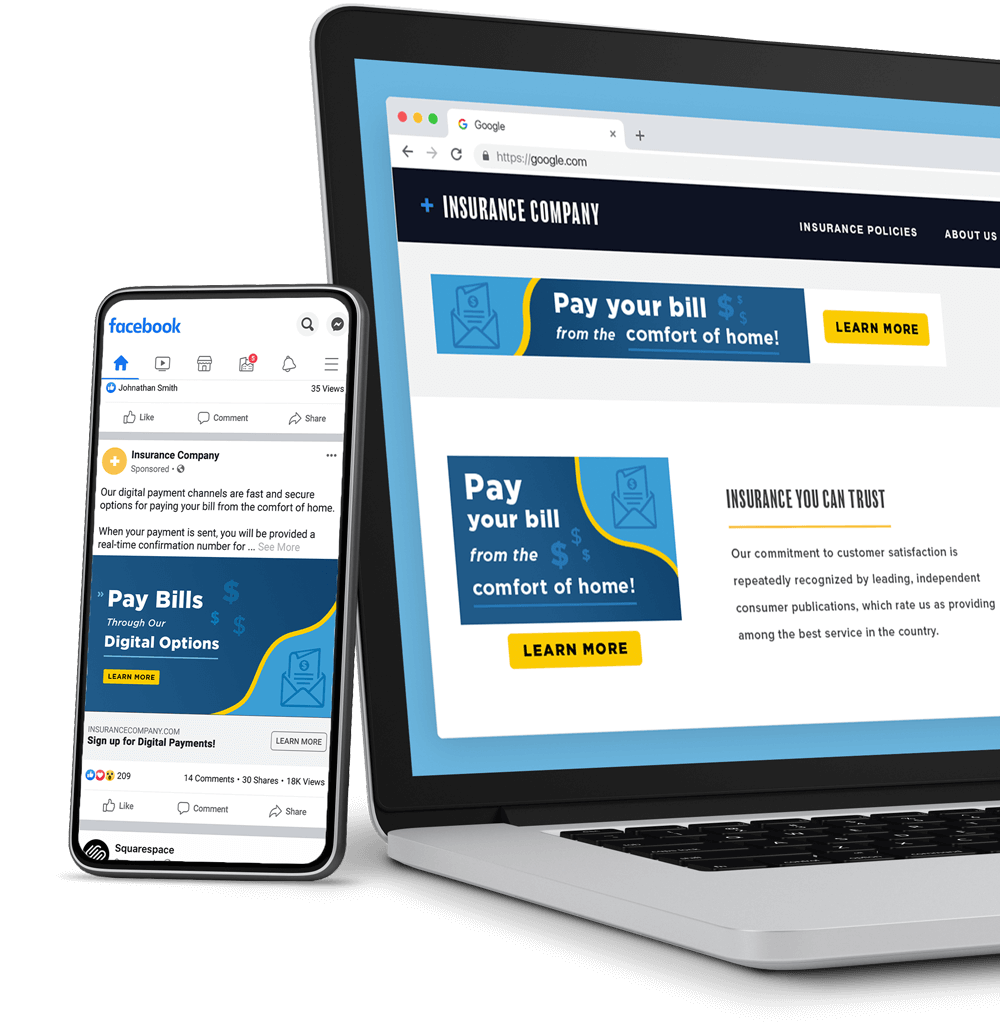 facebook
5
Johnathan Smith
35 Views
Like
Comment
Share
Insurance Company
Sponsored •
Our digital payment channels are fast and secure
options for paying your bill from the comfort of home.
When your payment is sent, you will be provided a
real-time confirmation number for ... See More
» Pay Bills
Through Our
Digital Options
LEARN MORE
INSURANCECOMPANY.COM
Sign up for Digital Payments!
LEARN MORE
209
14 Comments • 30 Shares • 18K Views
Like
Comment
Share
Squarespace
Google
https://google.com
INSURANCE COMPANY
INSURANCE POLICIES
ABOUT US
Pay your bill
from the comfort of home!
LEARN MORE
Pay
your bill
from the
comfort of home!
LEARN MORE
INSURANCE YOU CAN TRUST
Our commitment to customer satisfaction is
repeatedly recognized by leading, independent
consumer publications, which rate us as providing
among the best service in the country.